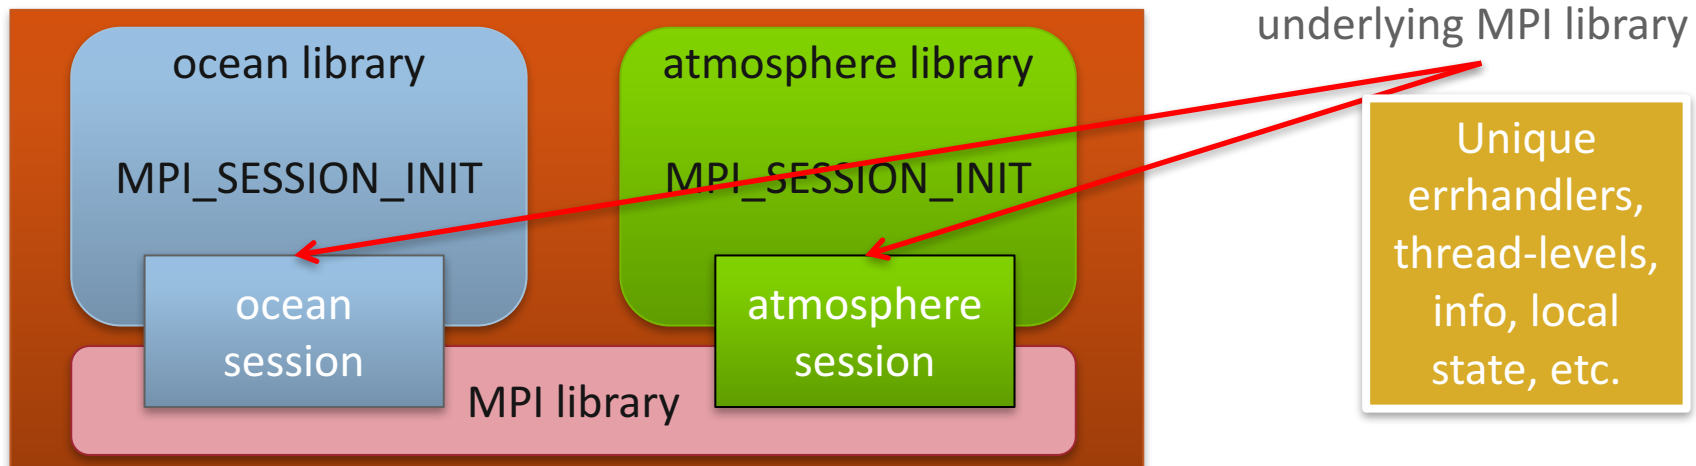 underlying MPI library
ocean library
MPI_SESSION_INIT
ocean
session
atmosphere library
MPI_SESSION_INIT
atmosphere
session
MPI library
Unique
errhandlers,
thread-levels,
info, local
state, etc.